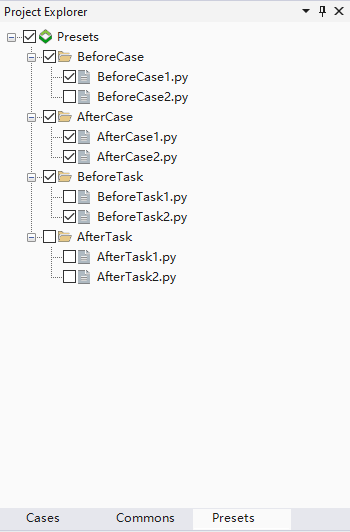 Project Explorer
Presets
BeforeCase
BeforeCase1.py
BeforeCase2.py
AfterCase
AfterCase1.py
AfterCase2.py
BeforeTask
BeforeTask1.py
BeforeTask2.py
AfterTask
AfterTask1.py
AfterTask2.py
Cases Commons Presets